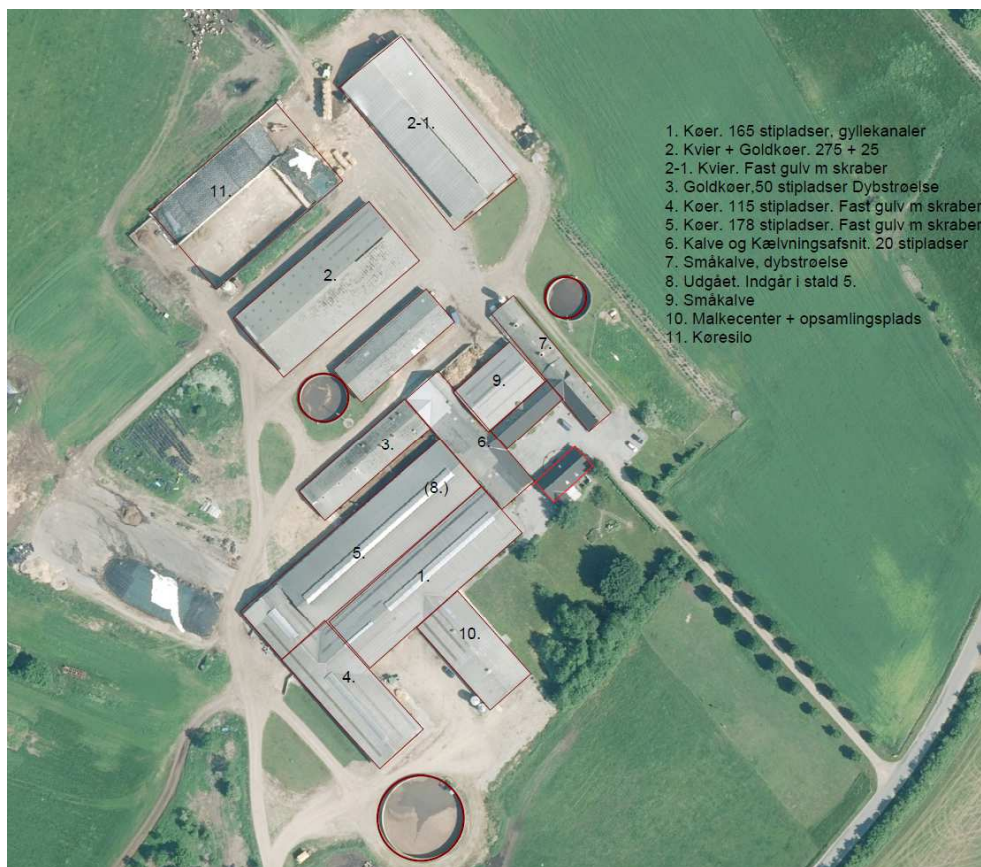 1. Køer. 165 stipladser, gyllekanaler
2. Kvier + Goldkøer. 275 + 25
2-1. Kvier. Fast gulv m skraber
3. Goldkøer,50 stipladser Dybstrøelse
4. Køer. 115 stipladser. Fast gulv m skraber
5. Køer. 178 stipladser. Fast gulv m skraber
6. Kalve og Kælvningsafsnit. 20 stipladser
7. Småkalve, dybstrøelse
8. Udgået. Indgår i stald 5.
9. Småkalve
10. Malkecenter + opsamlingsplads
11. Køresilo
2-1.
11.
2.
7.
9.
3.
6.
(8.)
5.
1.
10.
4.